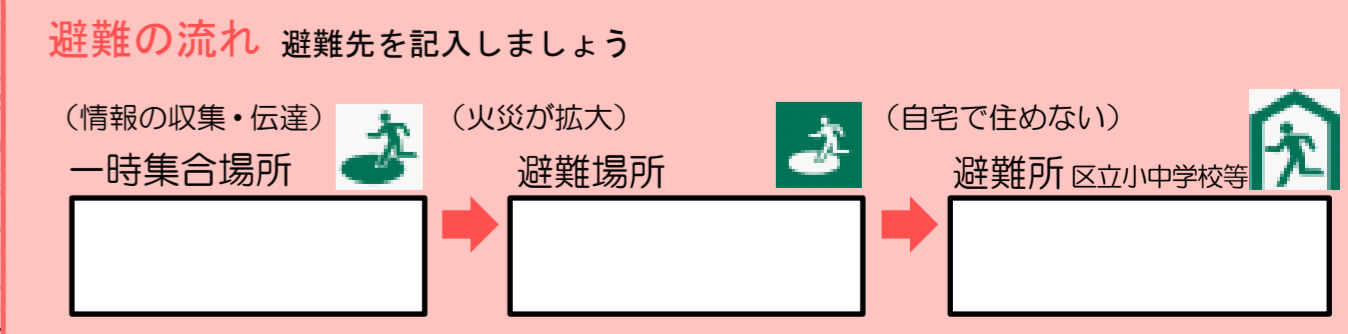 避難の流れ 避難先を記入しましょう
（情報の収集・伝達）
一時集合場所
（火災が拡大）
避難場所
（自宅で住めない）
避難所 区立小中学校等